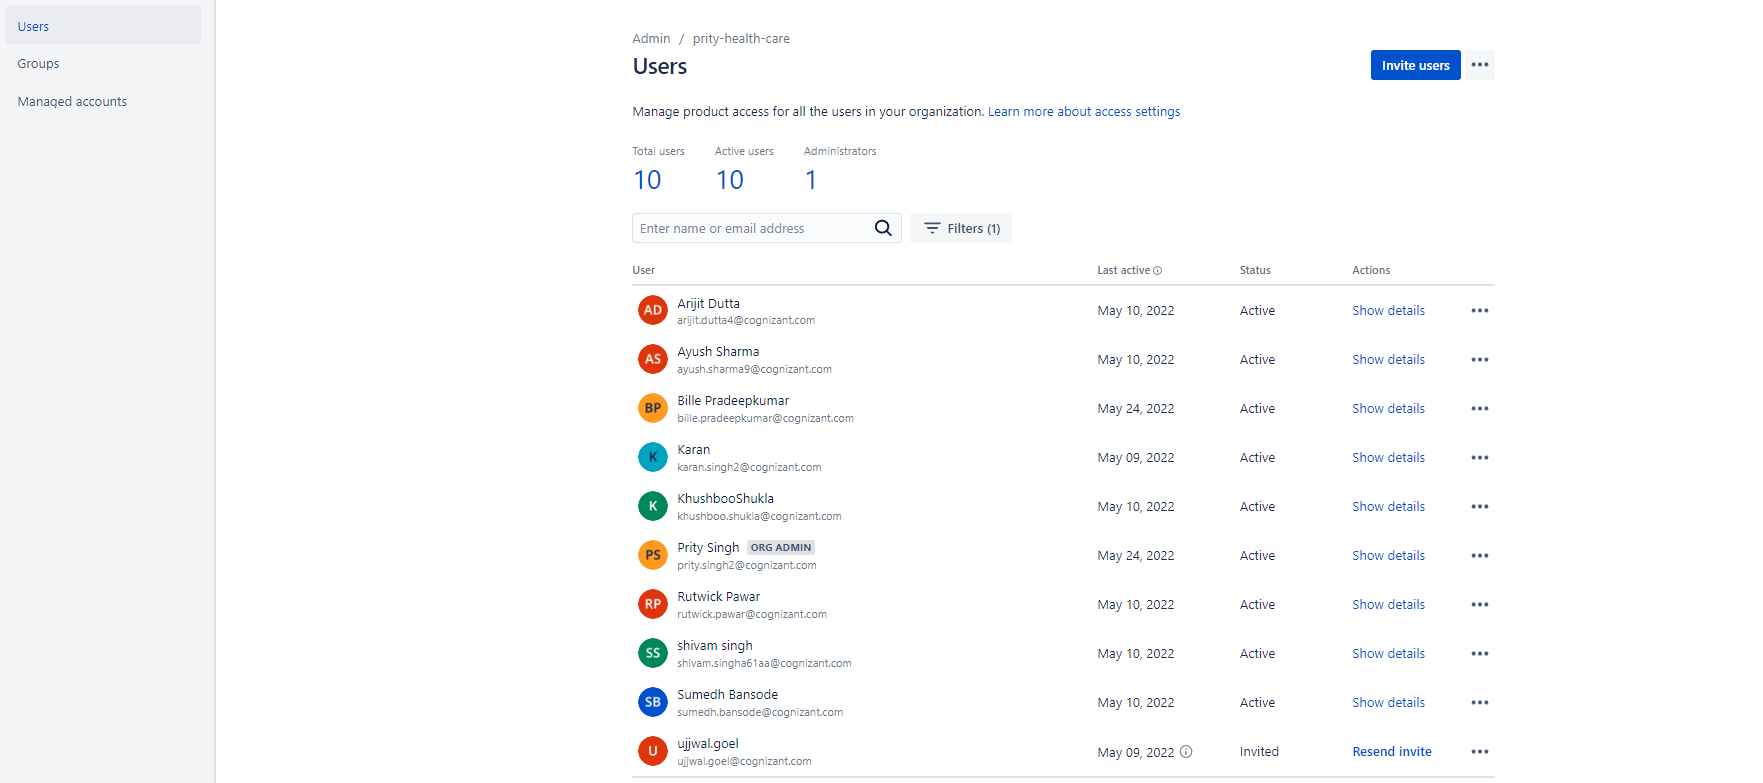 Users
Groups
Managed accounts
Admin / prity-health-care
Users
Invite users
Manage product access for all the users in your organization. Learn more about access settings
Total users Active users Administrators
10 10 1
Enter name or email address Filters (1)
User Last active Status Actions
AD Arijit Dutta
arijit.dutta4@cognizant.com
May 10, 2022 Active Show details
AS Ayush Sharma
ayush.sharma9@cognizant.com
May 10, 2022 Active Show details
BP Bille Pradeepkumar
bille.pradeepkumar@cognizant.com
May 24, 2022 Active Show details
K Karan
karan.singh2@cognizant.com
May 09, 2022 Active Show details
K KhushbooShukla
khushboo.shukla@cognizant.com
May 10, 2022 Active Show details
PS Prity Singh ORG ADMIN
prity.singh2@cognizant.com
May 24, 2022 Active Show details
RP Rutwick Pawar
rutwick.pawar@cognizant.com
May 10, 2022 Active Show details
SS shivam singh
shivam.singha61aa@cognizant.com
May 10, 2022 Active Show details
SB Sumedh Bansode
sumedh.bansode@cognizant.com
May 10, 2022 Active Show details
U ujjwal.goel
ujjwal.goel@cognizant.com
May 09, 2022 Invited Resend invite